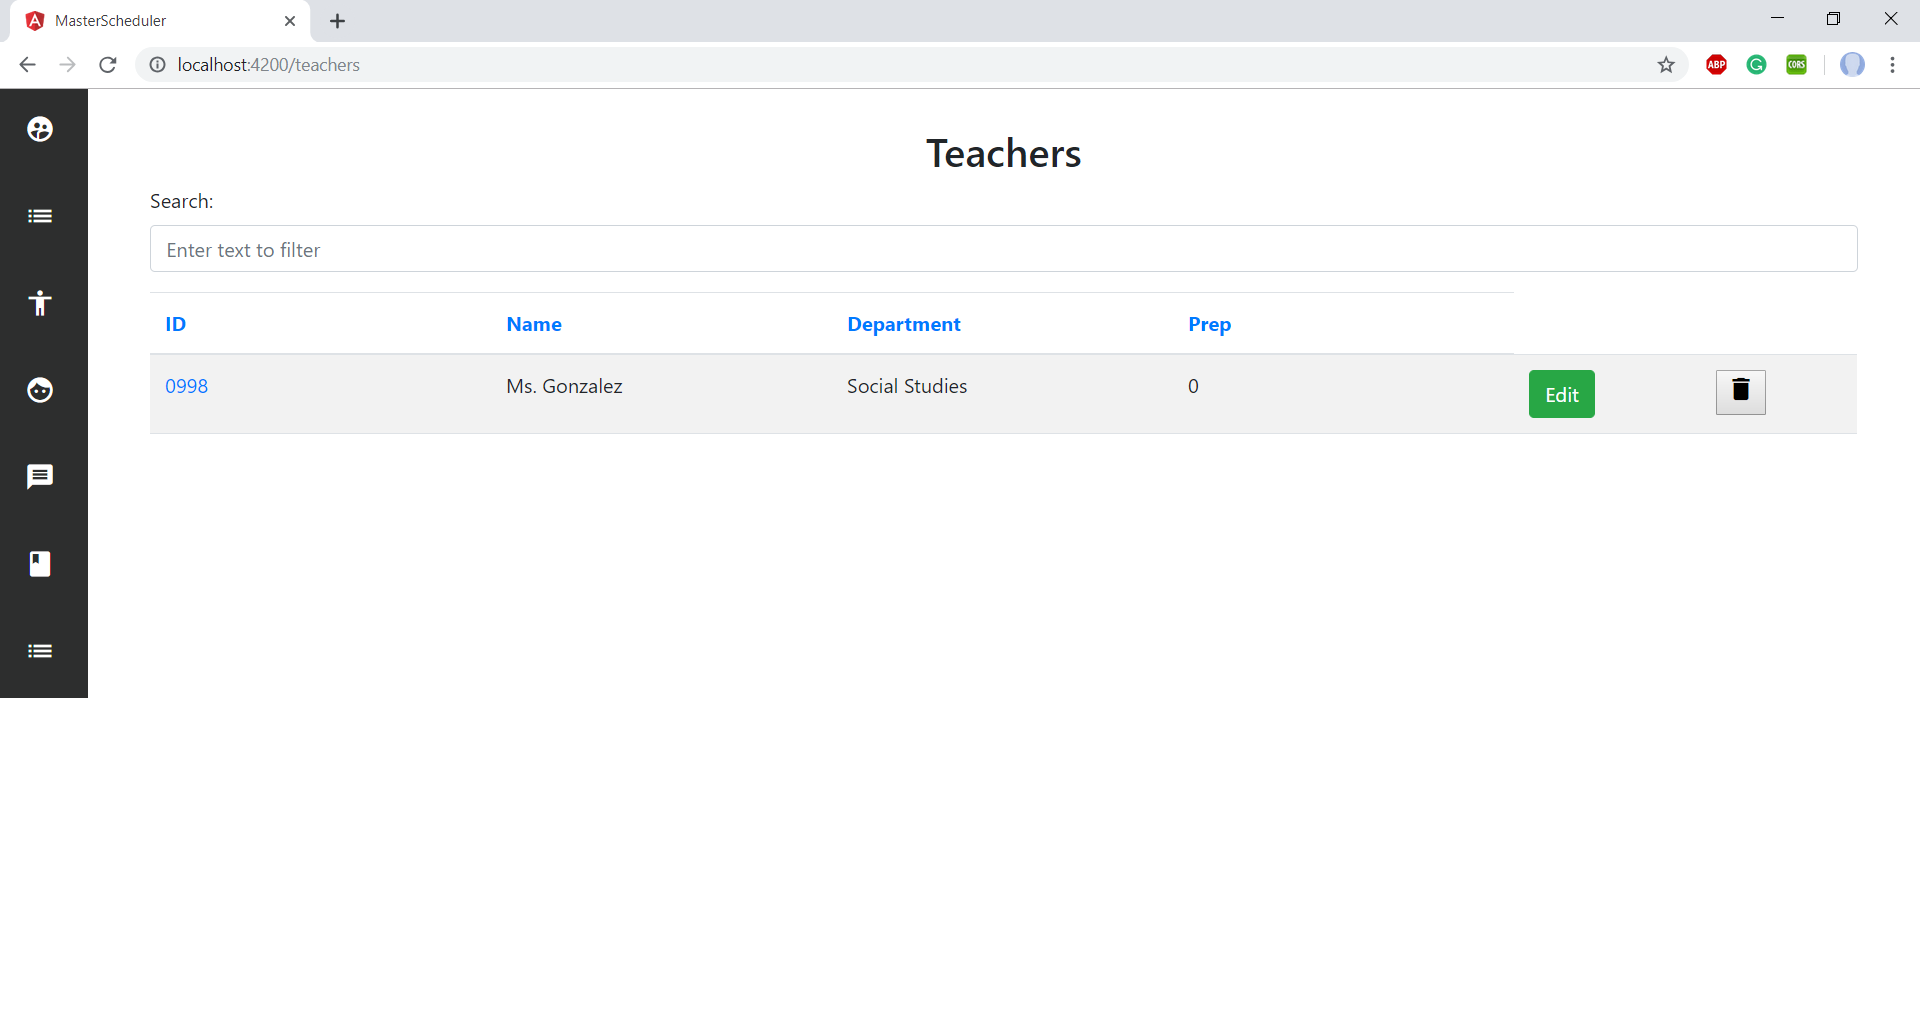 MasterScheduler
localhost:4200/teachers
ABP
CORS
Teachers
Search:
Enter text to filter
ID Name Department Prep
0998 Ms. Gonzalez Social Studies 0 Edit